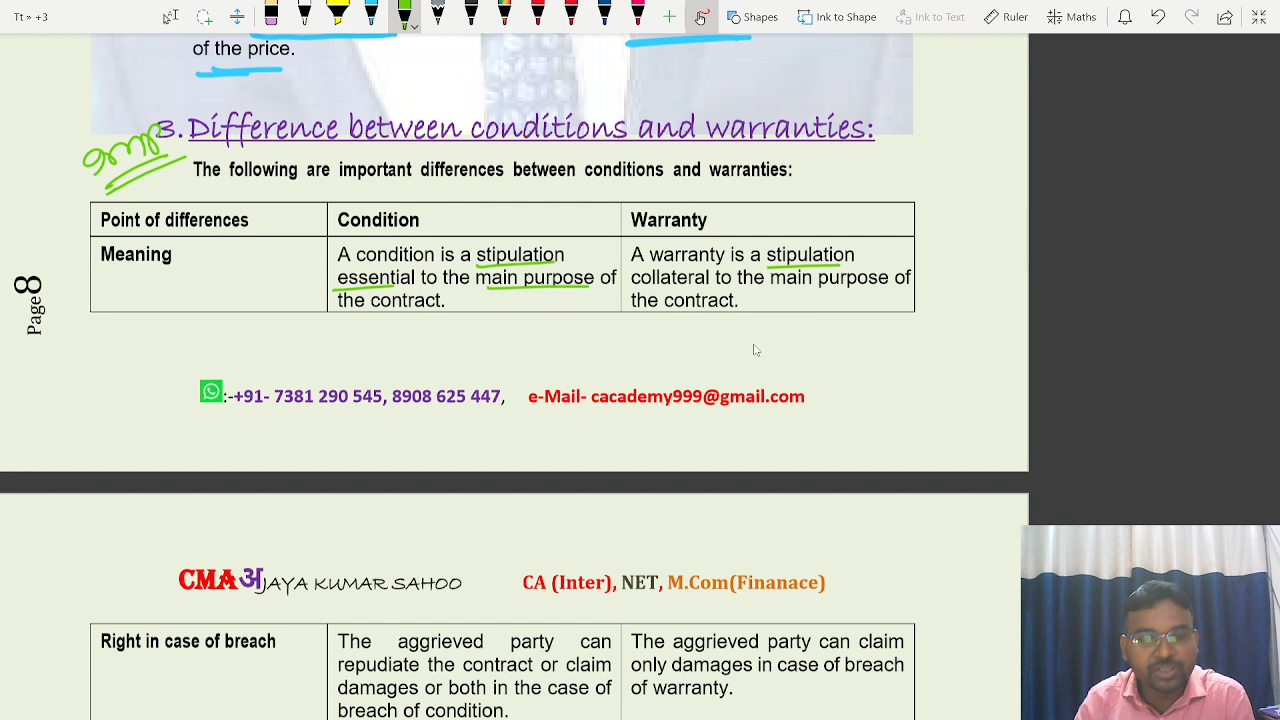 Tt= ×3
Shapes
Ink to Shape
Ink to Text
Ruler
Maths
of the price.
Imp
3. Difference between conditions and warranties:
The following are important differences between conditions and warranties:
Point of differences Condition Warranty
Meaning A condition is a stipulation A warranty is a stipulation
essential to the main purpose of collateral to the main purpose of
the contract. the contract.
Page 8
:-+91- 7381 290 545, 8908 625 447, e-Mail- cacademy999@gmail.com
CMA अJAYA KUMAR SAHOO CA (Inter), NET, M.Com(Finanace)
Right in case of breach The aggrieved party can The aggrieved party can claim
repudiate the contract or claim only damages in case of breach
damages or both in the case of of warranty.
breach of condition.